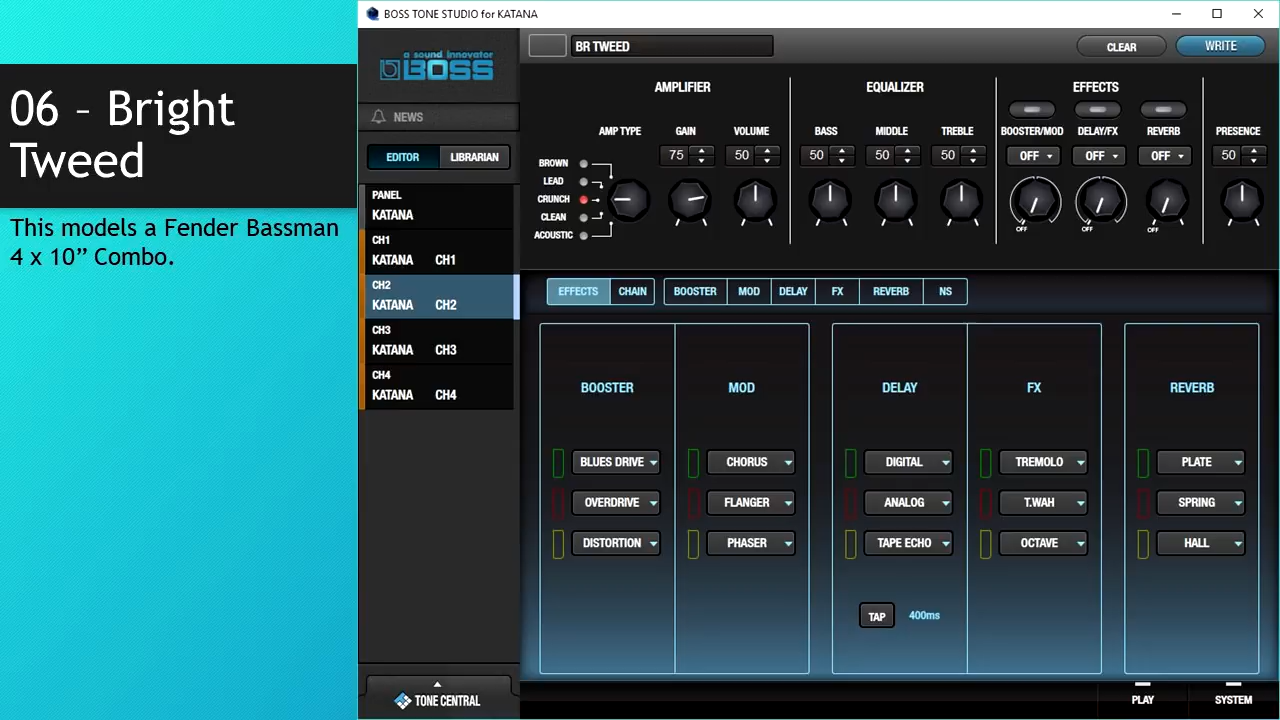 06 – Bright
Tweed
This models a Fender Bassman
4 x 10” Combo.
BOSS TONE STUDIO for KATANA
a sound innovator
BOSS
NEWS
EDITOR LIBRARIAN
PANEL
KATANA
CH1
KATANA CH1
CH2
KATANA CH2
CH3
KATANA CH3
CH4
KATANA CH4
TONE CENTRAL
BR TWEED
CLEAR WRITE
AMPLIFIER
AMP TYPE GAIN VOLUME
75 50
BROWN
LEAD
CRUNCH
CLEAN
ACOUSTIC
EQUALIZER
BASS MIDDLE TREBLE
50 50 50
EFFECTS
BOOSTER/MOD DELAY/FX REVERB
OFF OFF OFF
OFF OFF OFF
PRESENCE
50
EFFECTS CHAIN BOOSTER MOD DELAY FX REVERB NS
BOOSTER MOD DELAY FX REVERB
BLUES DRIVE CHORUS DIGITAL TREMOLO PLATE
OVERDRIVE FLANGER ANALOG T.WAH SPRING
DISTORTION PHASER TAPE ECHO OCTAVE HALL
TAP 400ms
PLAY SYSTEM